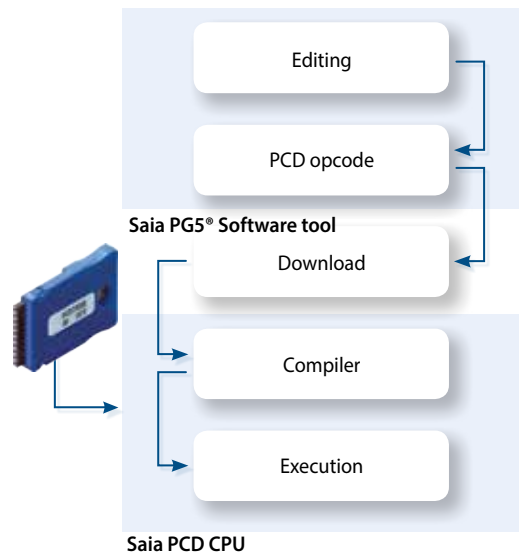 Editing
PCD opcode
Saia PG5® Software tool
Download
Compiler
Execution
Saia PCD CPU